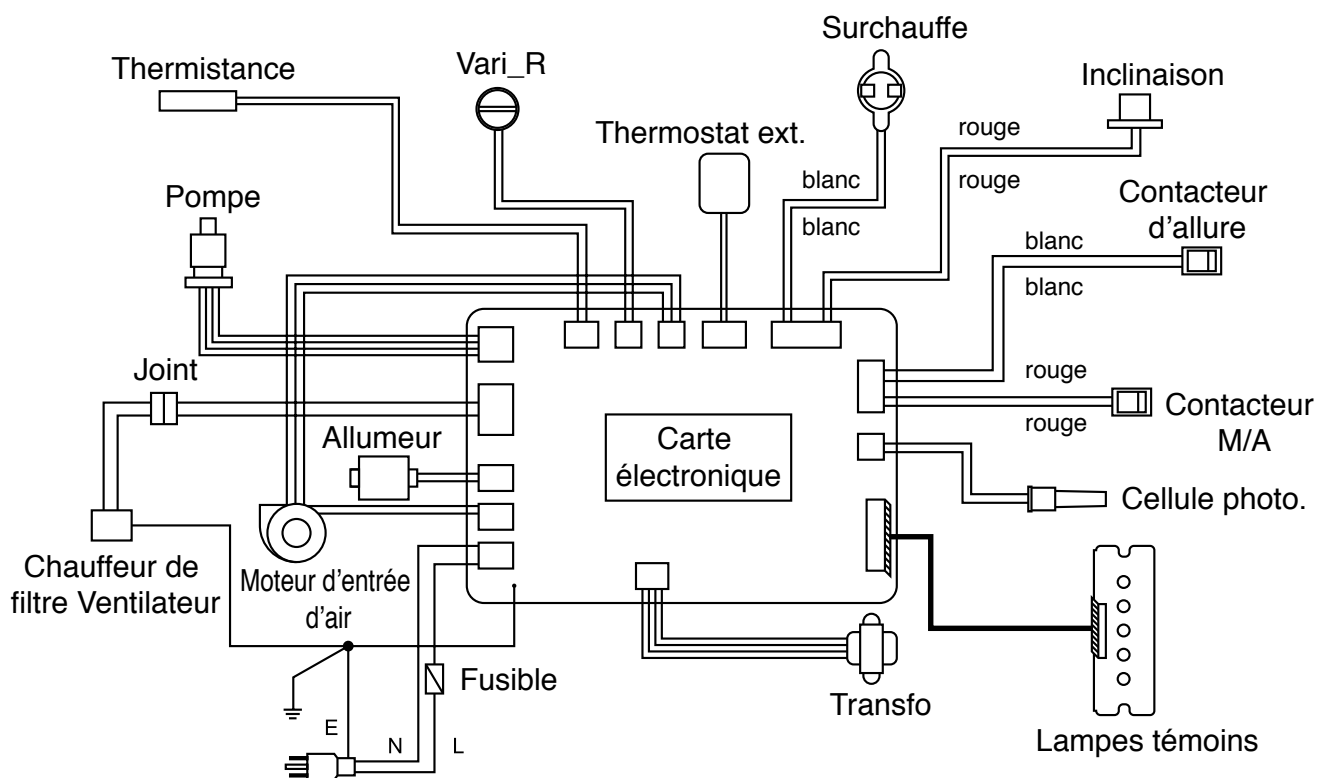 Surchauffe
Thermistance
Vari_R
Inclinaison
rouge
Thermostat ext.
blanc
rouge
Pompe
Contacteur
d'allure
blanc
blanc
blanc
Joint
rouge
Allumeur
Carte
électronique
rouge
Contacteur
M/A
Cellule photo.
Chauffeur de
filtre Ventilateur
Moteur d'entrée
d'air
Fusible
Transfo
E
N
L
Lampes témoins